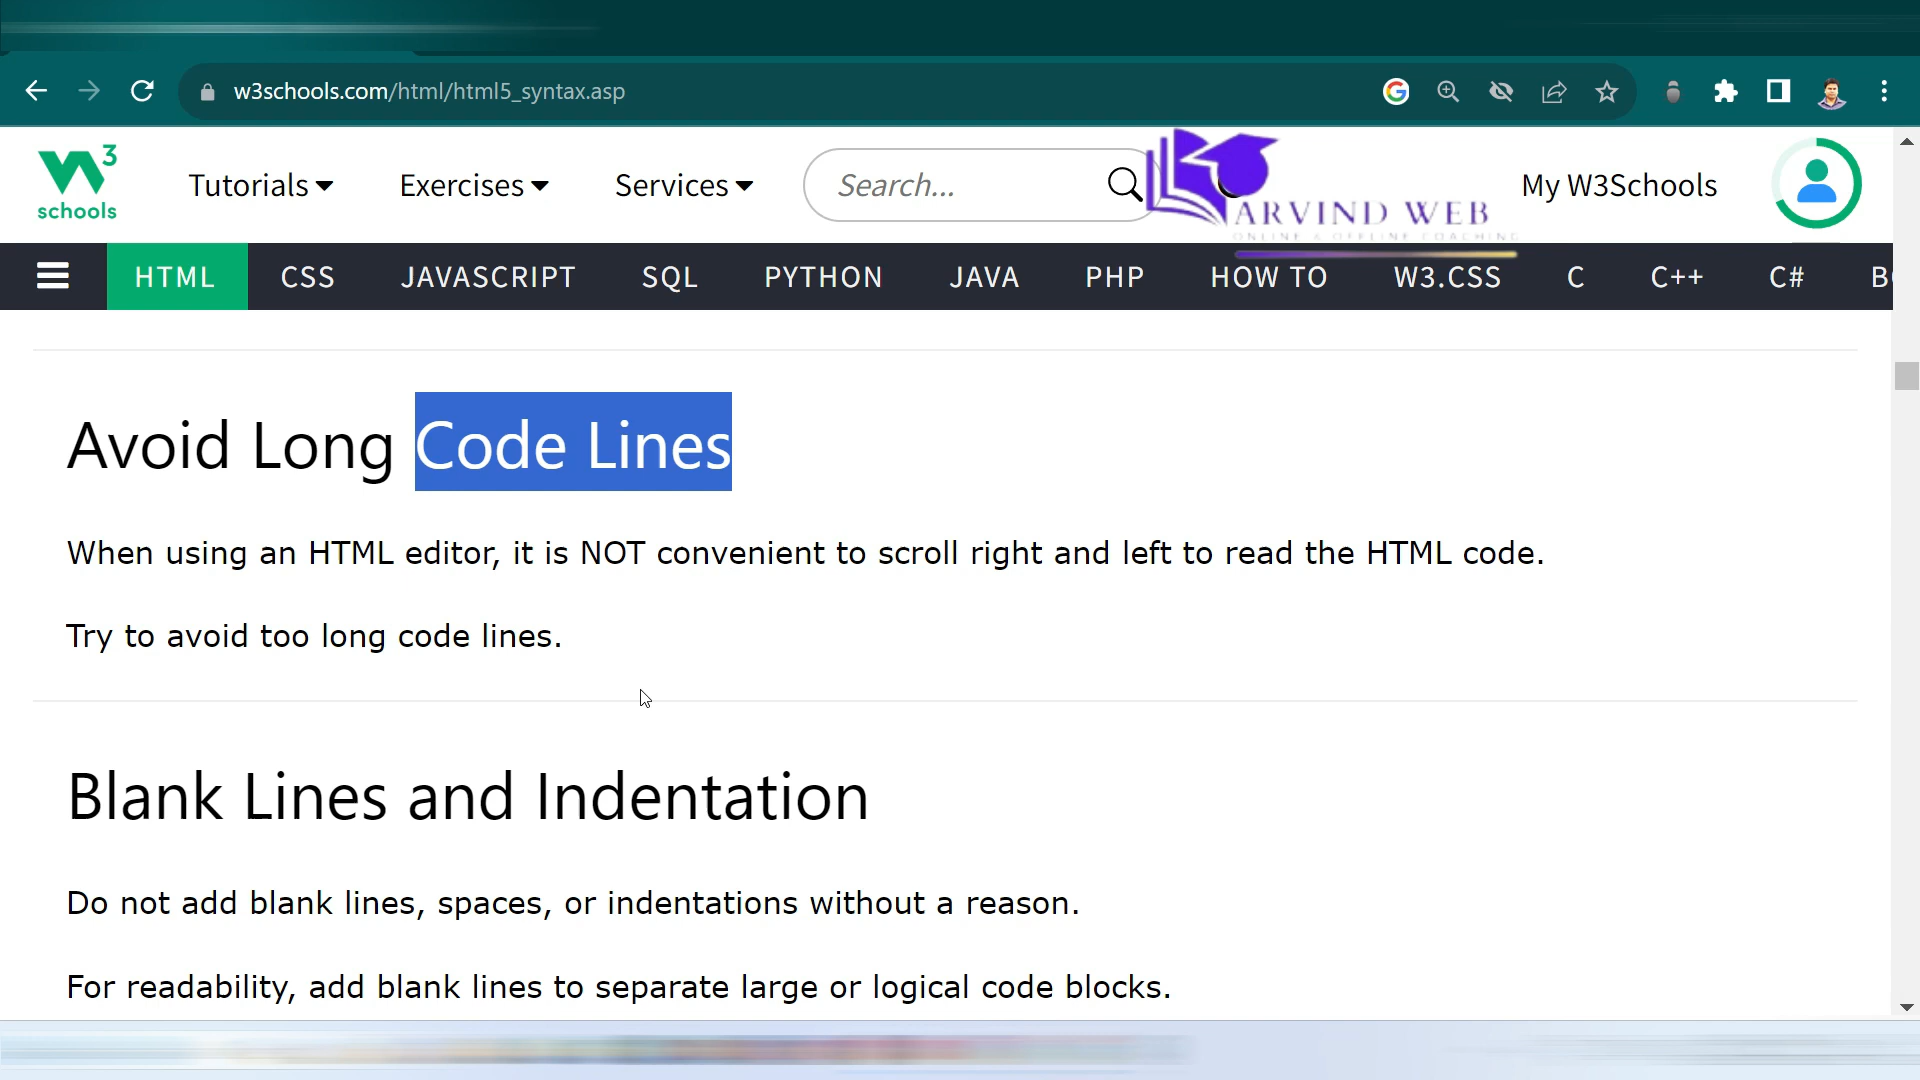 w3schools.com/html/html5_syntax.asp
W3 schools
Tutorials
Exercises
Services
Search...
ARVIND WEB
ONLINE & OFFLINE COACHING
My W3Schools
HTML CSS JAVASCRIPT SQL PYTHON JAVA PHP HOW TO W3.CSS C C++ C#
Avoid Long Code Lines
When using an HTML editor, it is NOT convenient to scroll right and left to read the HTML code.
Try to avoid too long code lines.
Blank Lines and Indentation
Do not add blank lines, spaces, or indentations without a reason.
For readability, add blank lines to separate large or logical code blocks.